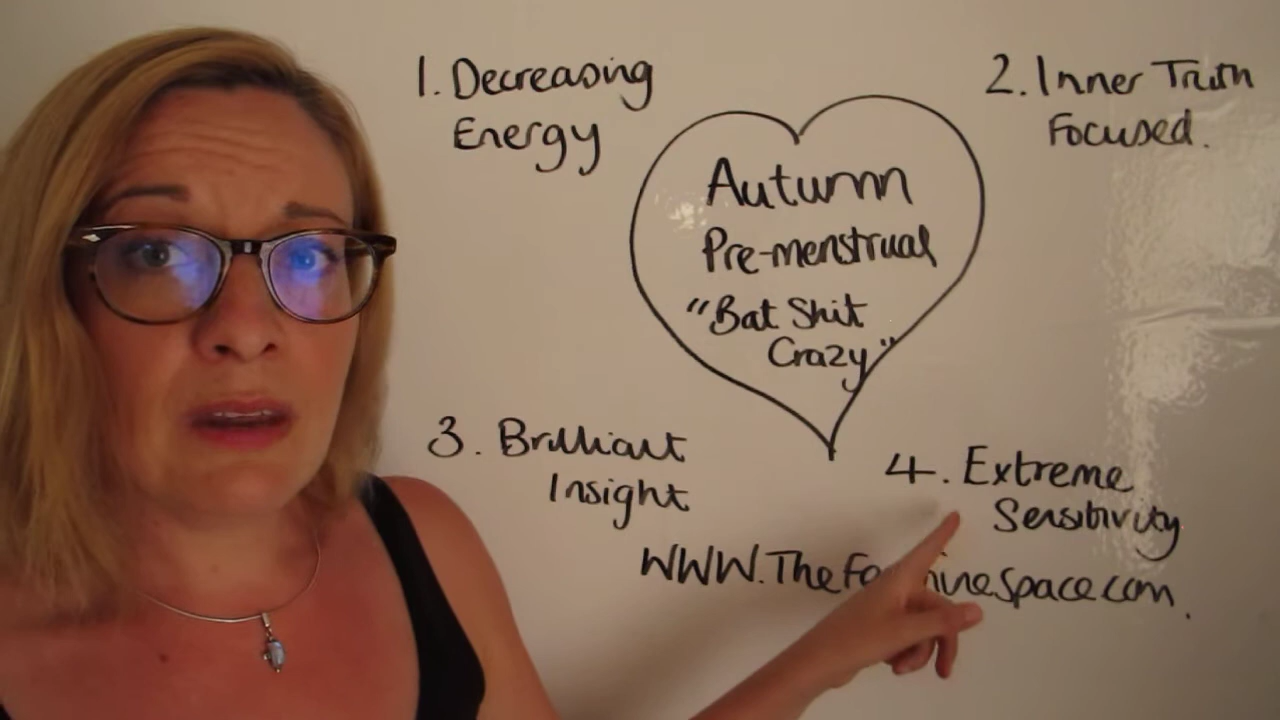 1. Decreasing
Energy
2. Inner Truth
Focused.
Autumn
Pre-menstrual
"Bat Shit
Crazy"
3. Brilliant
Insight
4. Extreme
Sensitivity